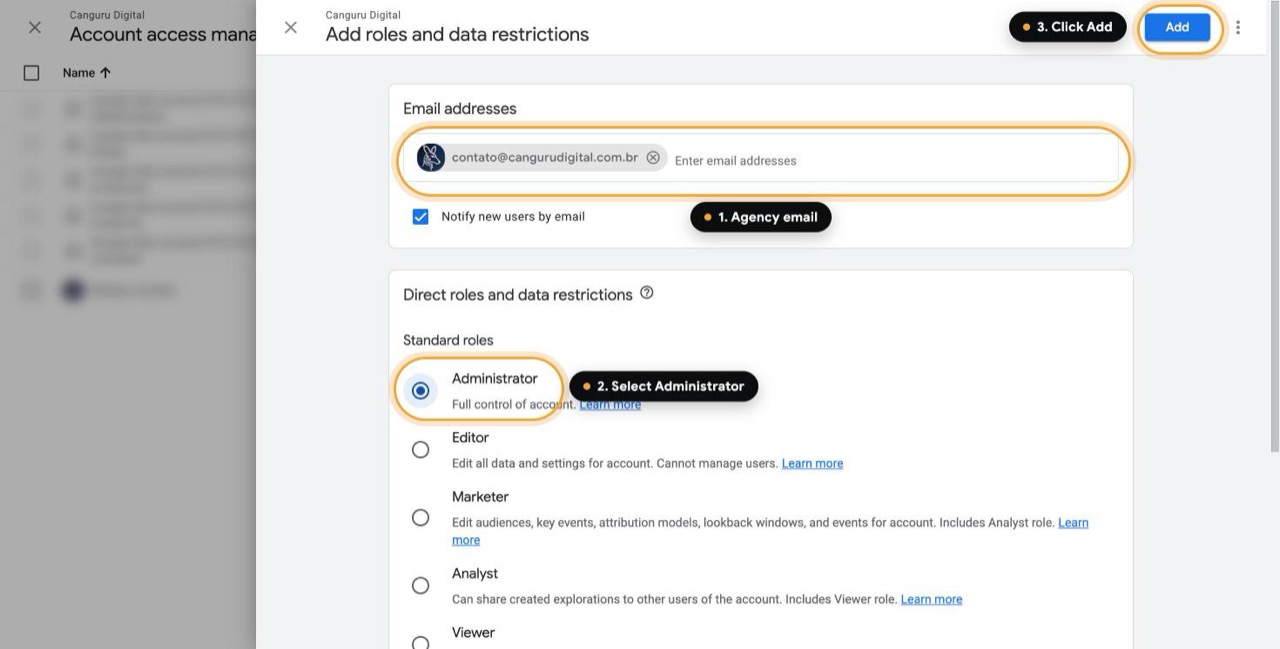 Canguru Digital
Account access mana
Name
Canguru Digital
Add roles and data restrictions
3. Click Add
Add
Email addresses
contato@cangurudigital.com.br
Enter email addresses
Notify new users by email
1. Agency email
Direct roles and data restrictions
Standard roles
Administrator
2. Select Administrator
Full control of account. Learn more
Editor
Edit all data and settings for account. Cannot manage users. Learn more
Marketer
Edit audiences, key events, attribution models, lookback windows, and events for account. Includes Analyst role. Learn
more
Analyst
Can share created explorations to other users of the account. Includes Viewer role. Learn more
Viewer